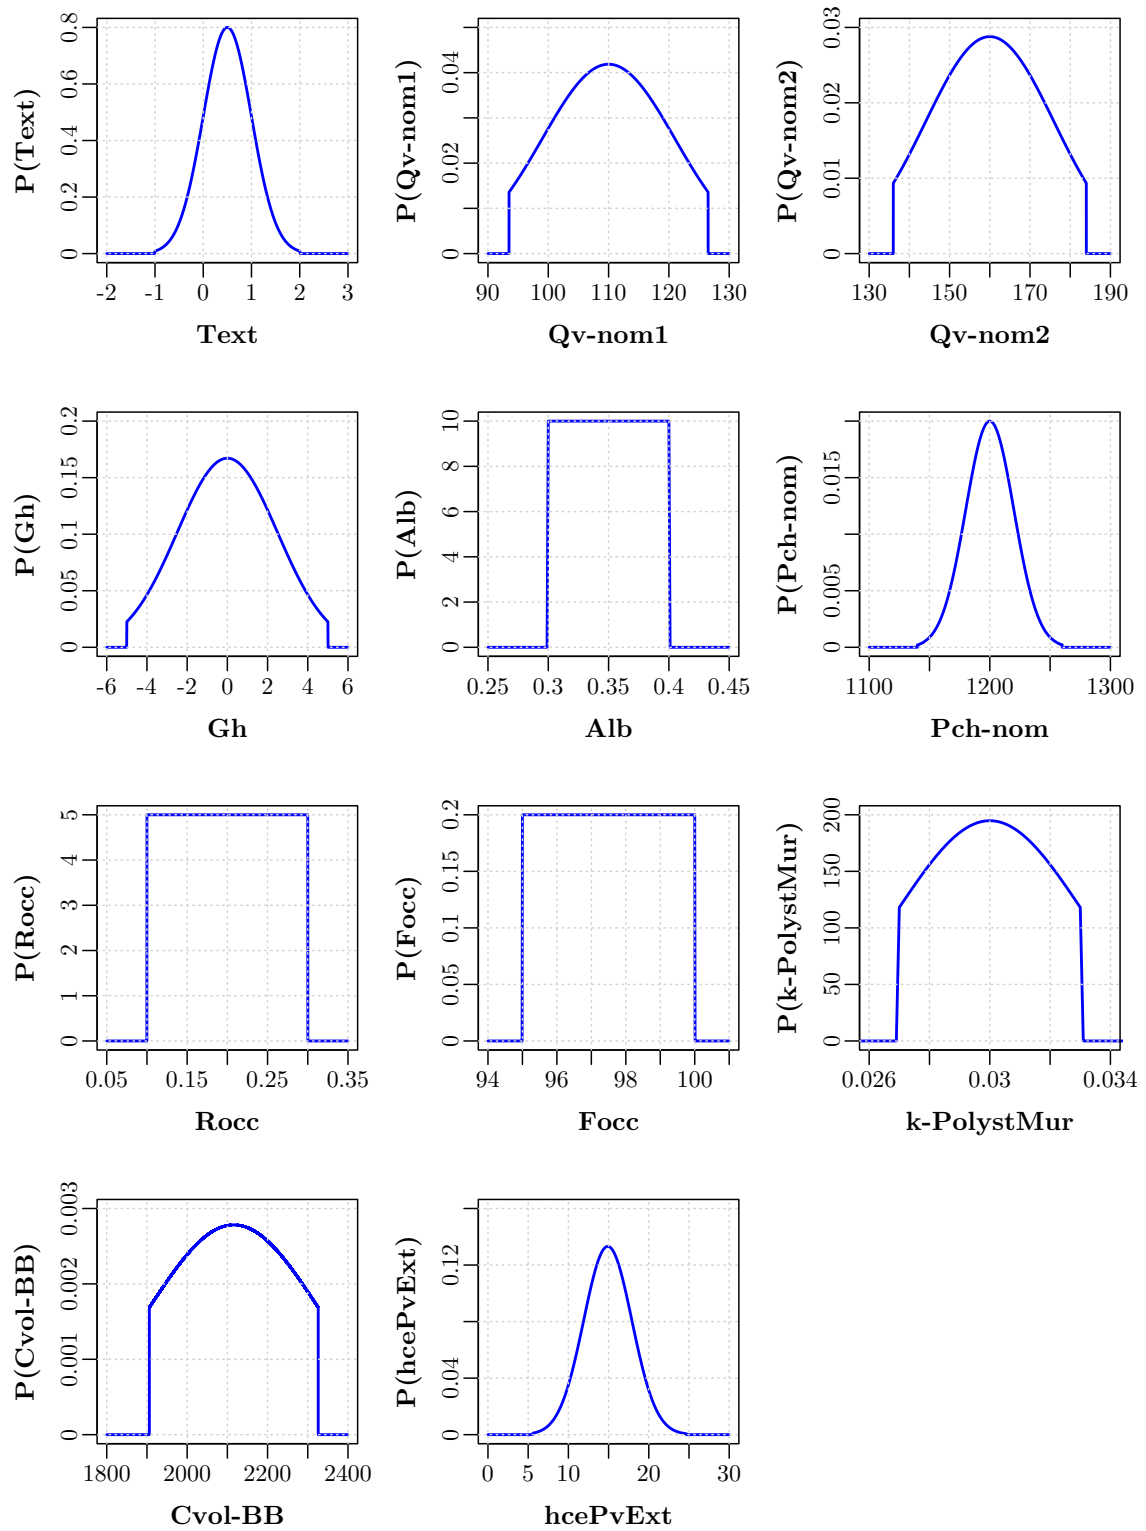 P(Text)
0 0.2 0.4 0.6 0.8
-2 -1 0 1 2 3
Text
P(Qv-nom1)
0 0.02 0.04
90 100 110 120 130
Qv-nom1
P(Qv-nom2)
0 0.01 0.02 0.03
130 150 170 190
Qv-nom2
P(Gh)
0 0.05 0.1 0.15 0.2
-6 -4 -2 0 2 4 6
Gh
P(Alb)
0 2 4 6 8 10
0.25 0.3 0.35 0.4 0.45
Alb
P(Pch-nom)
0 0.005 0.015
1100 1200 1300
Pch-nom
P(Rocc)
0 1 2 3 4 5
0.05 0.15 0.25 0.35
Rocc
P(Focc)
0 0.05 0.1 0.15 0.2
94 96 98 100
Focc
P(k-PolystMur)
0 50 100 150 200
0.026 0.03 0.034
k-PolystMur
P(Cvol-BB)
0 0.001 0.002 0.003
1800 2000 2200 2400
Cvol-BB
P(hcePvExt)
0 0.04 0.12
0 5 10 20 30
hcePvExt